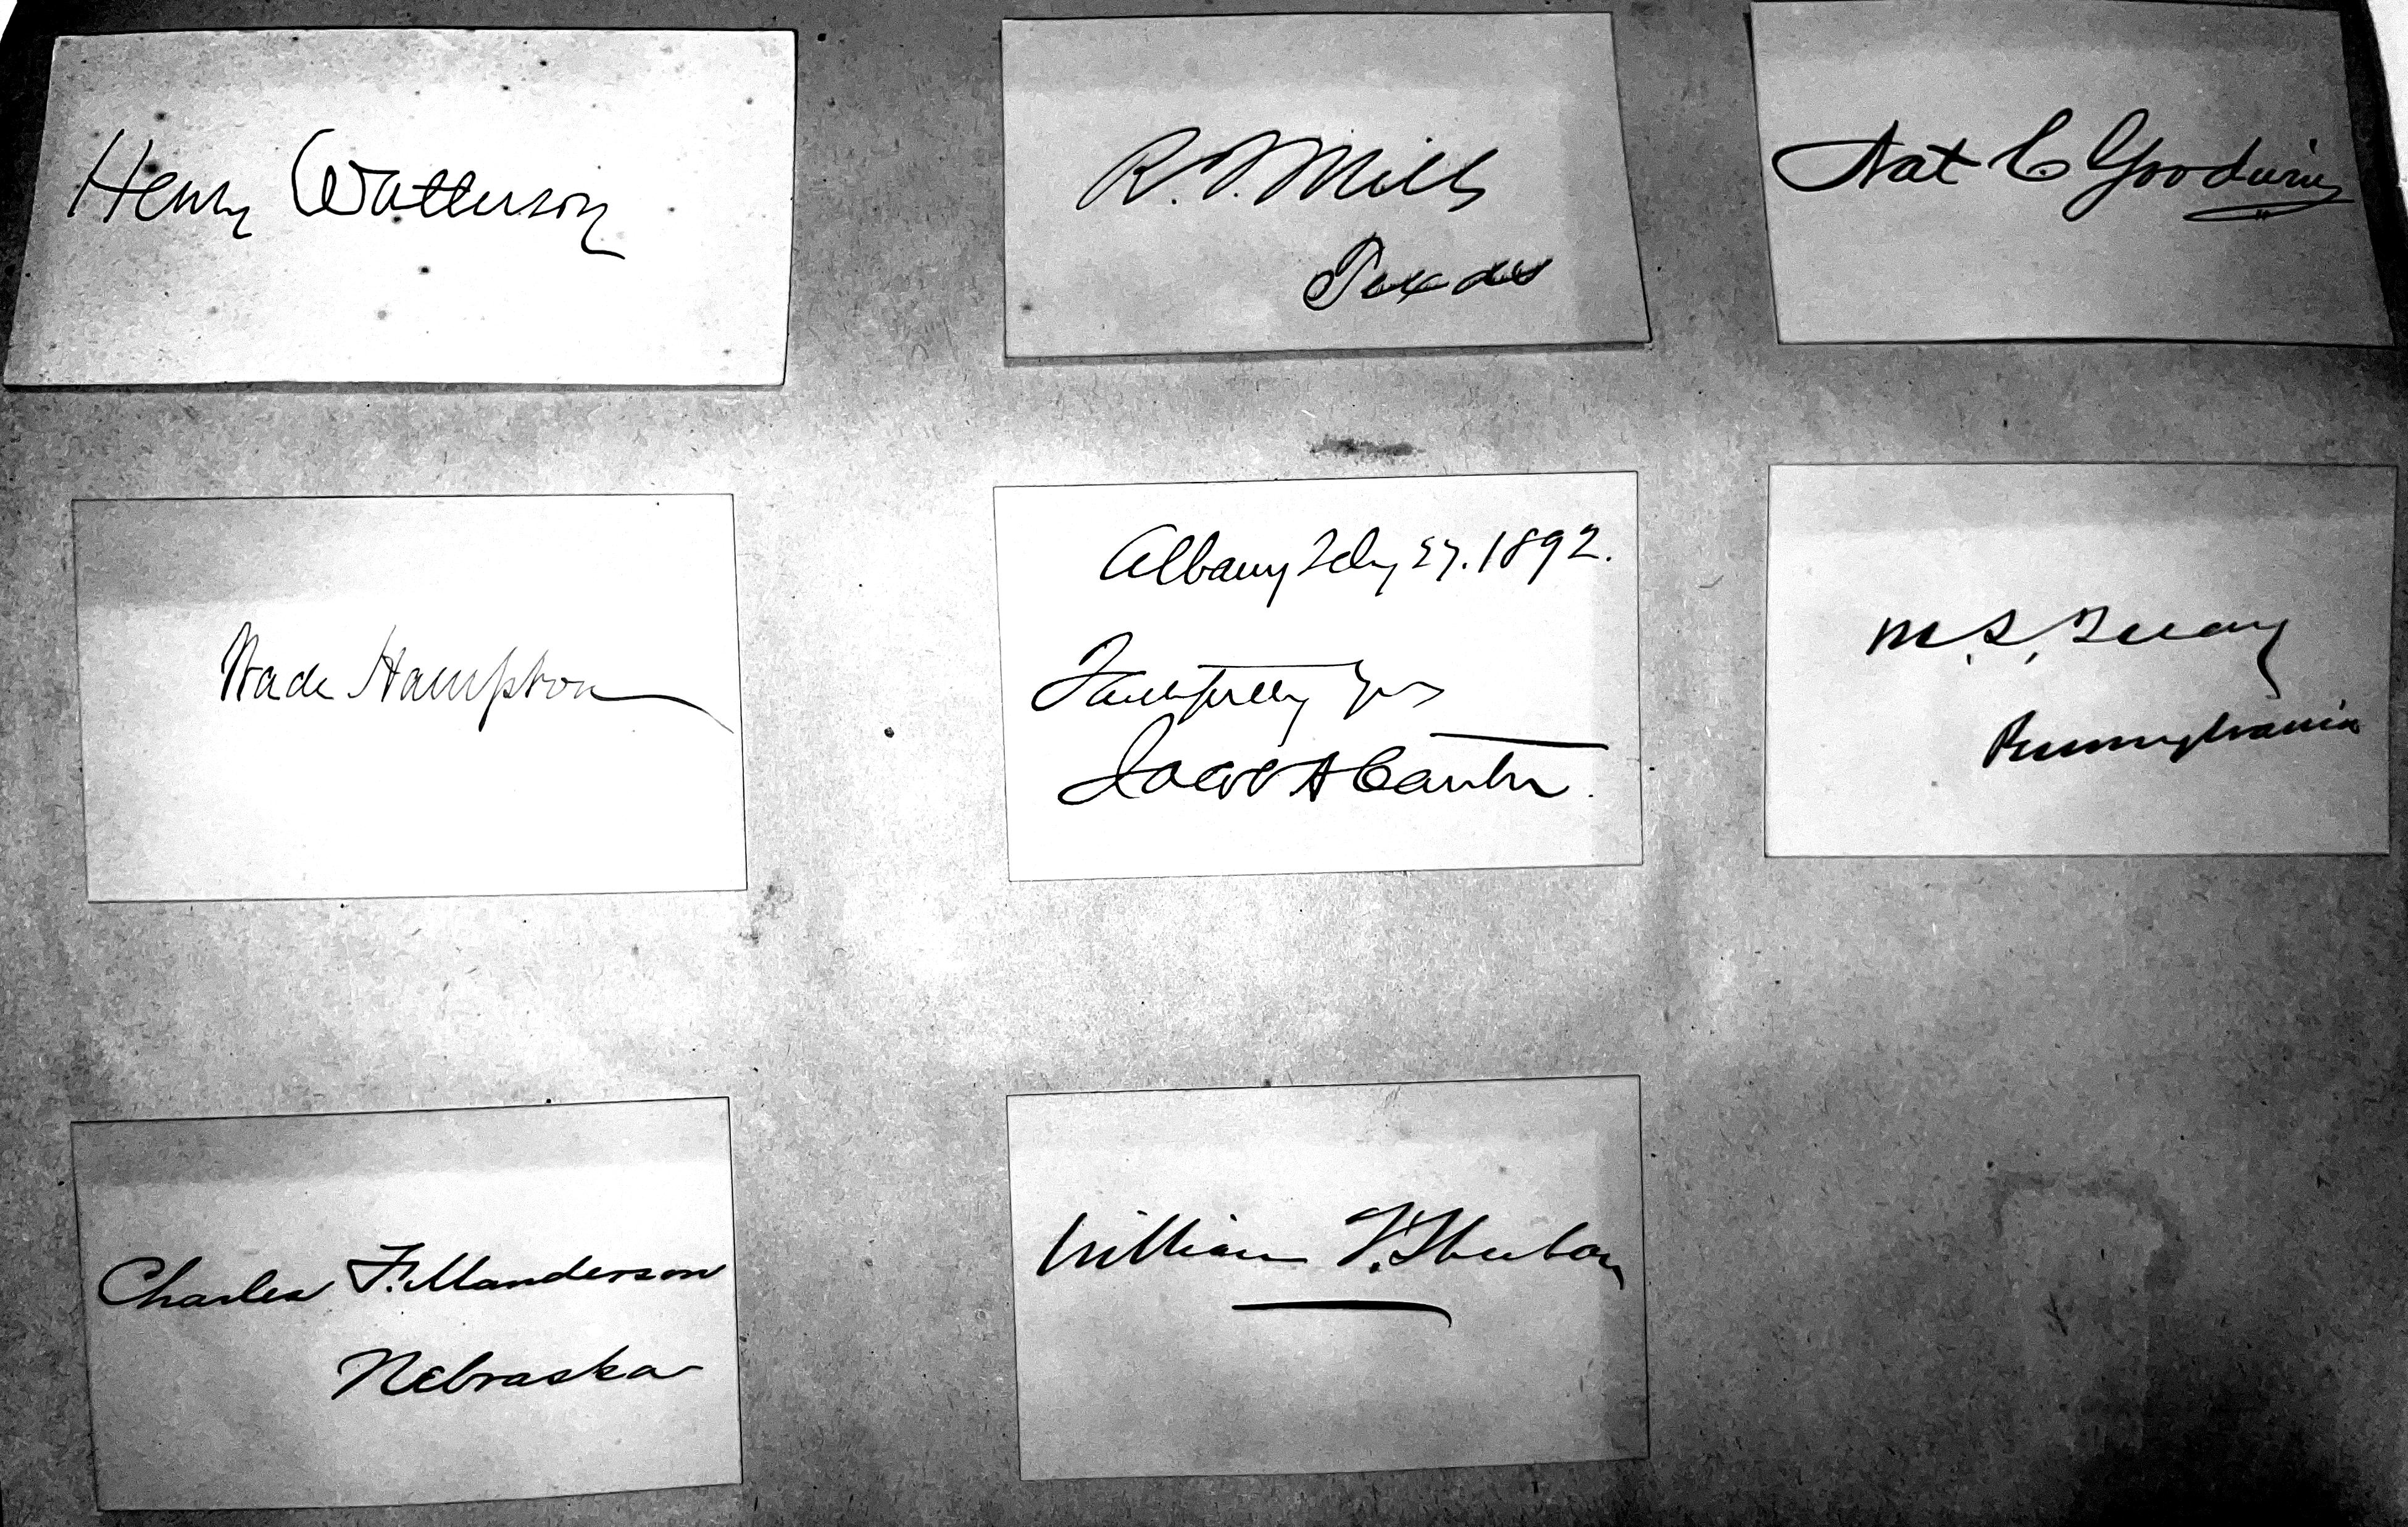 Henry Watterson
R. Q. Mills
Texas
Nat C. Goodwin
Wade Hampton
Albany Feby 27. 1892.
Faithfully Yrs
Jacob A Cantor.
M. S. Quay
Pennsylvania
Charles F. Manderson
Nebraska
William F. Sheehan